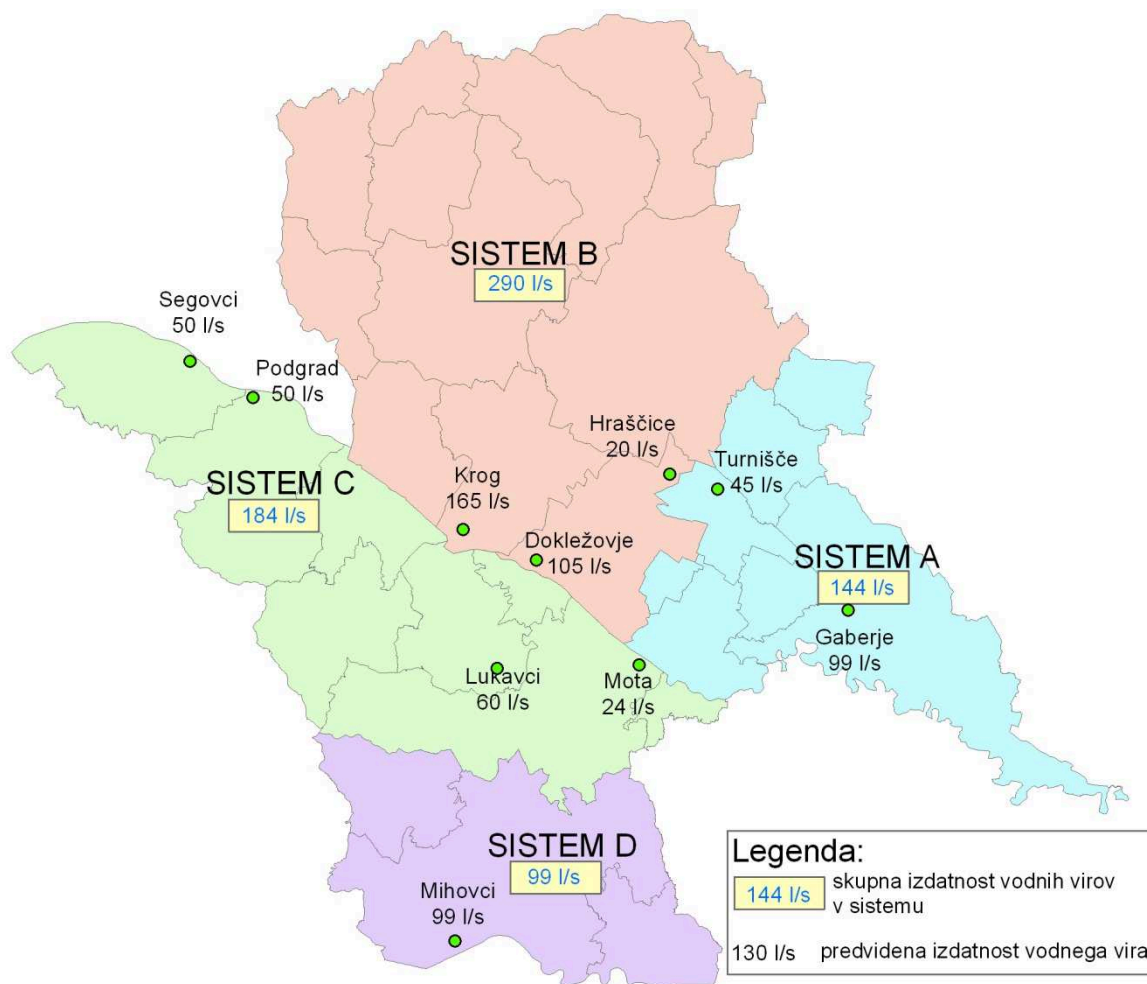 SISTEM B
290 l/s
Segovci
50 l/s
Podgrad
50 l/s
Hraščice
20 l/s
Turnišče
45 l/s
SISTEM C
184 l/s
Krog
165 l/s
Dokležovje
105 l/s
SISTEM A
144 l/s
Gaberje
99 l/s
Lukavci
60 l/s
Mota
24 l/s
SISTEM D
99 l/s
Mihovci
99 l/s
Legenda:
144 l/s skupna izdatnost vodnih virov
v sistemu
130 l/s predvidena izdatnost vodnega vira